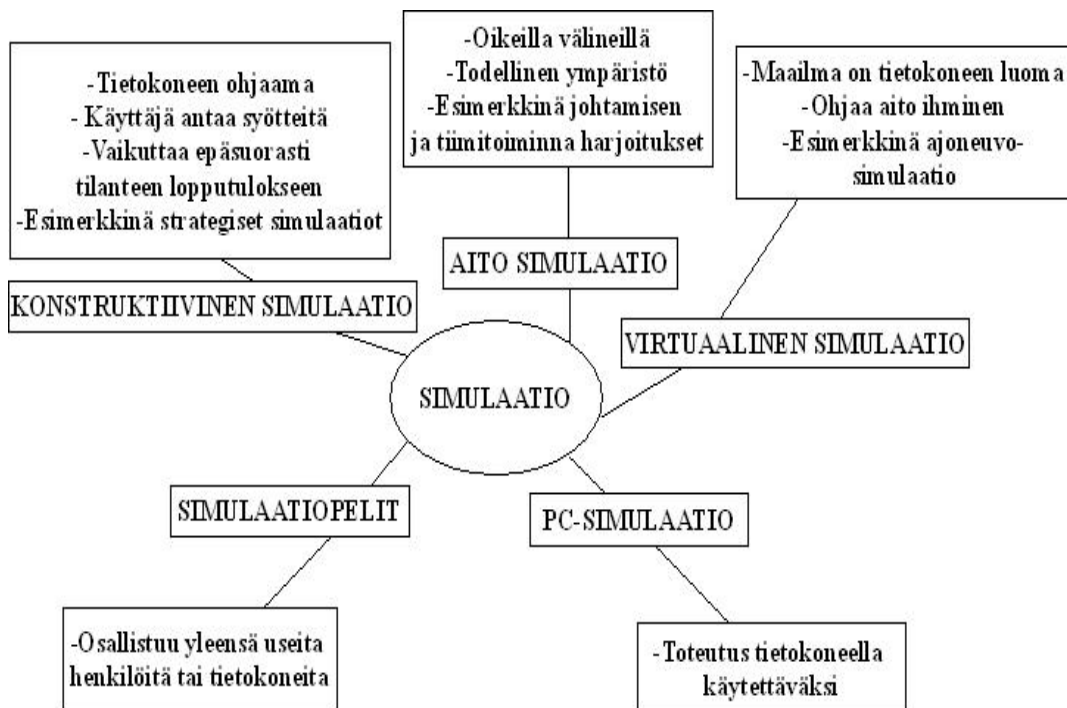 -Tietokoneen ohjaama
- Käyttäjä antaa syötteitä
-Vaikuttaa epäsuorasti
tilanteen lopputulokseen
-Esimerkkinä strategiset simulaatiot
KONSTRUKTIIVINEN SIMULAATIO
-Oikeilla välineillä
-Todellinen ympäristö
-Esimerkkinä johtamisen
ja tiimitoiminna harjoitukset
AITO SIMULAATIO
-Maailma on tietokoneen luoma
-Ohjaa aito ihminen
-Esimerkkinä ajoneuvo-
simulaatio
VIRTUAALINEN SIMULAATIO
SIMULAATIO
SIMULAATIOPELIT
-Osallistuu yleensä useita
henkilöitä tai tietokoneita
PC-SIMULAATIO
-Toteutus tietokoneella
käytettäväksi